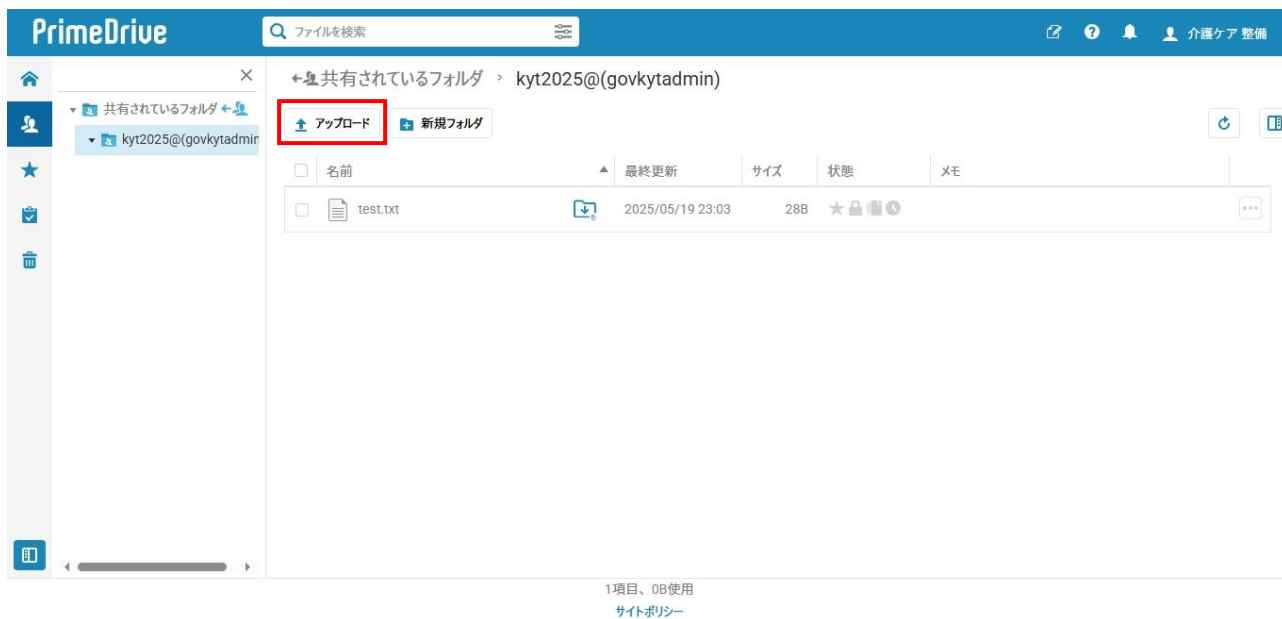 PrimeDrive
ファイルを検索
介護ケア 整備
共有されているフォルダ > kyt2025@(govkytadmin)
共有されているフォルダ
kyt2025@(govkytadmin
アップロード 新規フォルダ
名前 最終更新 サイズ 状態 メモ
test.txt 2025/05/19 23:03 28B
1項目、0B使用
サイトポリシー